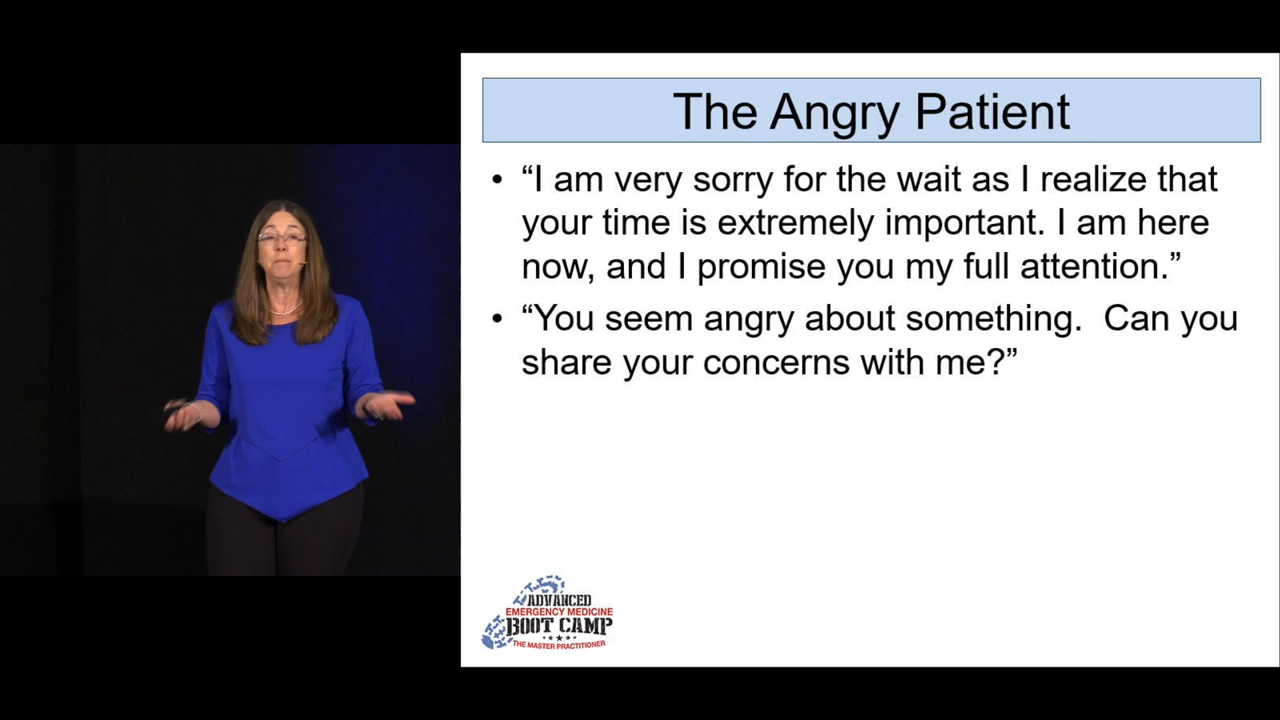 The Angry Patient
• “I am very sorry for the wait as I realize that
your time is extremely important. I am here
now, and I promise you my full attention.”
• “You seem angry about something.  Can you
share your concerns with me?”
ADVANCED
EMERGENCY MEDICINE
BOOT CAMP
THE MASTER PRACTITIONER